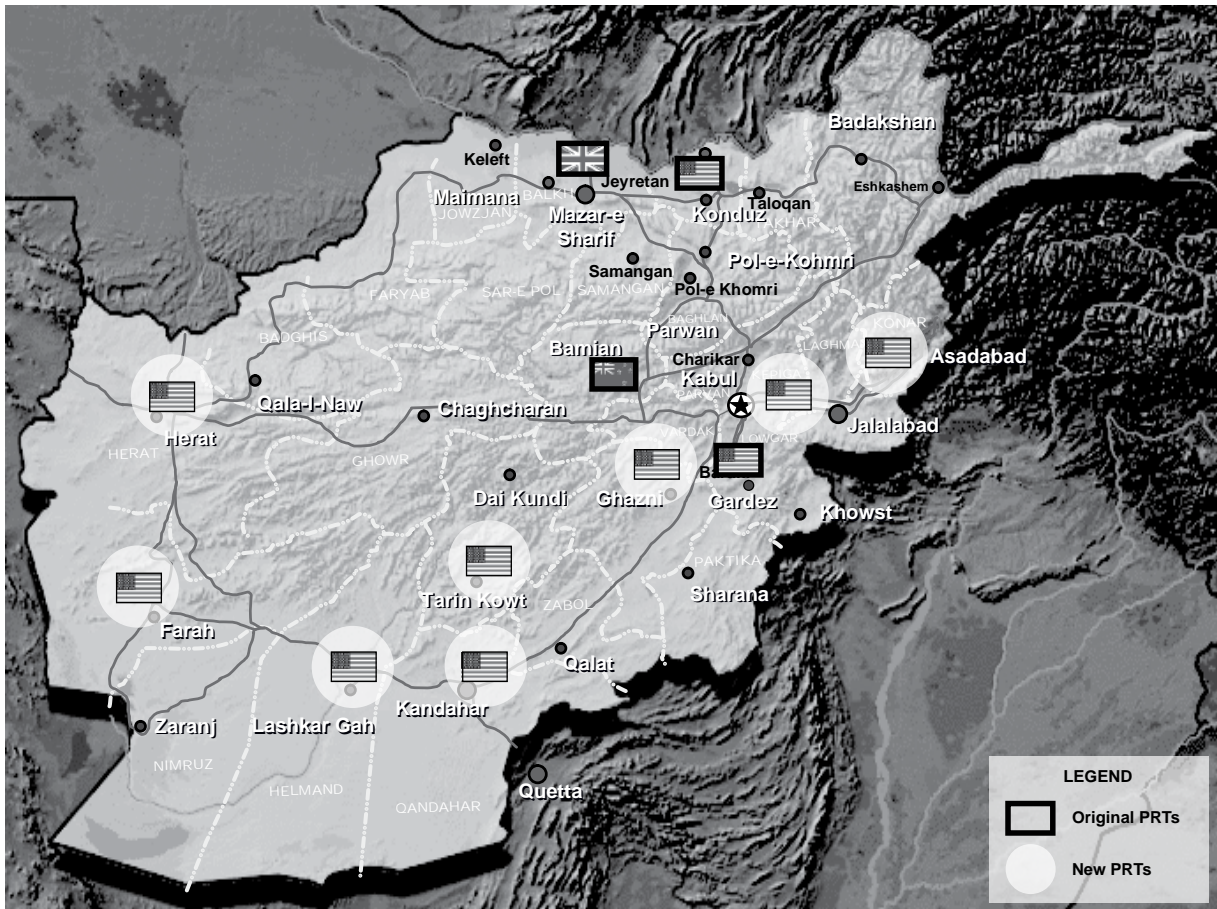 Badakshan
Keleft
Eshkashem
Jeyretan
Maimana
BALKH
Taloqan
JOWZJAN
Mazar-e
Sharif
Konduz
TAKHAR
Pol-e-Kohmri
Samangan
Pol-e Khomri
FARYAB
SAR-E POL
SAMANGAN
BAGHLAN
KONAR
BADGHIS
Parwan
LAGHMAN
Bamian
Charikar
Asadabad
Kabul
PARVAN
Qala-I-Naw
Chaghcharan
Jalalabad
Herat
VARDAK
LOWGAR
HERAT
GHOWR
Dai Kundi
Ghazni
Gardez
Khowst
PAKTIKA
Tarin Kowt
ZABOL
Sharana
Farah
Qalat
Kandahar
Zaranj
Lashkar Gah
NIMRUZ
HELMAND
QANDAHAR
Quetta
LEGEND
Original PRTs
New PRTs